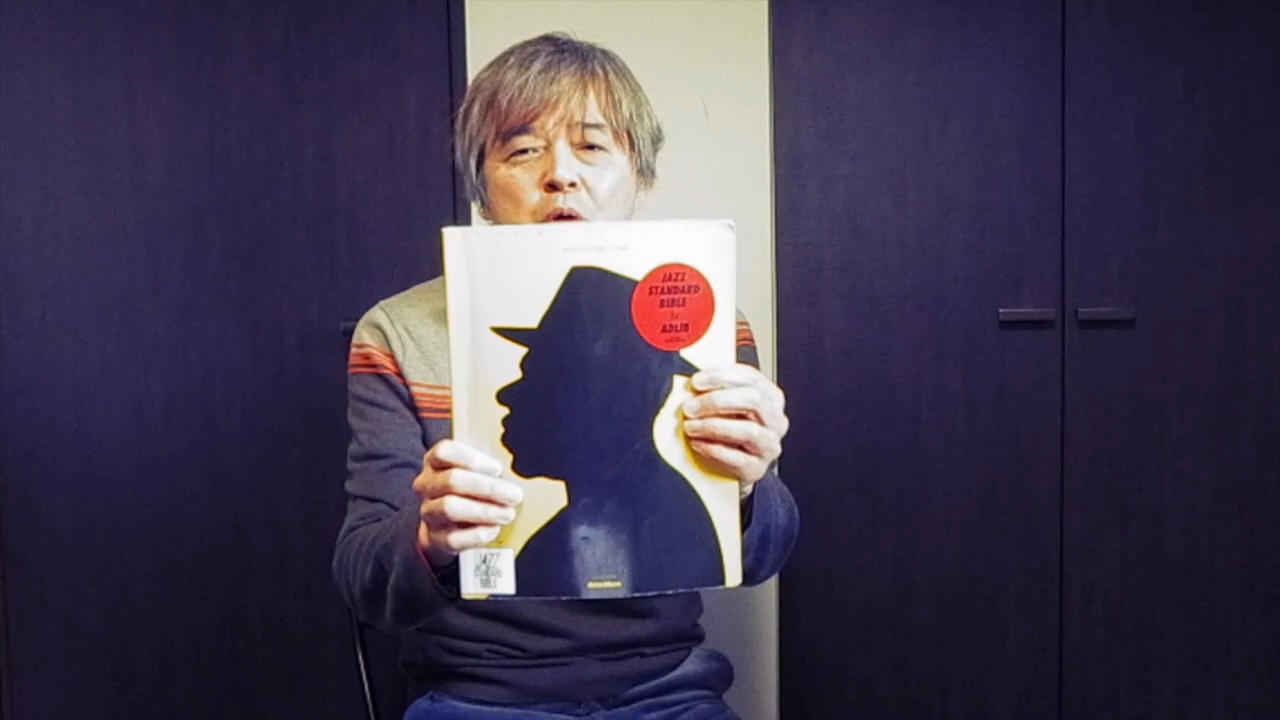 JAZZ
STANDARD
BIBLE
for
ADLIB
JAZZ
STANDARD
BIBLE